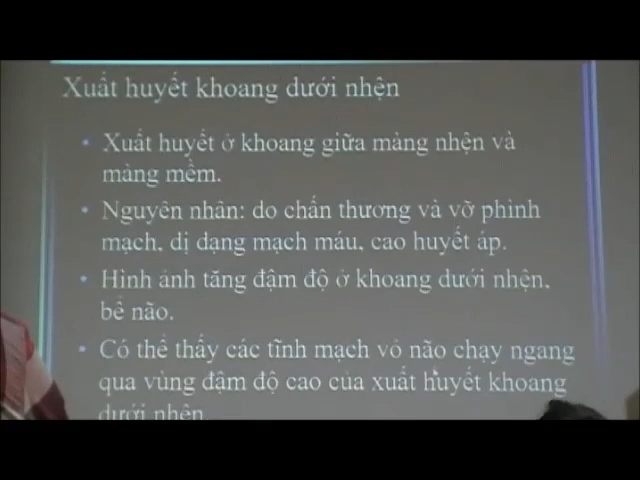 Xuất huyết khoang dưới nhện
• Xuất huyết ở khoang giữa màng nhện và
màng mềm.
• Nguyên nhân: do chấn thương và vỡ phình
mạch, dị dạng mạch máu, cao huyết áp.
• Hình ảnh tăng đậm độ ở khoang dưới nhện,
bể não.
• Có thể thấy các tĩnh mạch vỏ não chạy ngang
qua vùng đậm độ cao của xuất huyết khoang
dưới nhện.